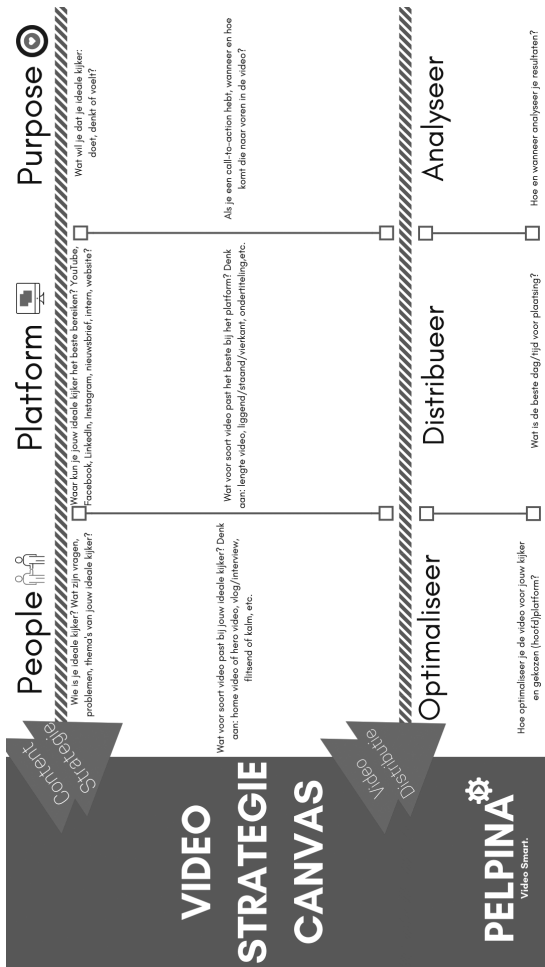 VIDEO
STRATEGIE
CANVAS
PELPINA
Video Smart.
Content
Strategie
People
Wie is je ideale kijker? Wat zijn vragen,
problemen, thema's van jouw ideale kijker?
Wat voor soort video past bij jouw ideale kijker? Denk
aan: home video of hero video, vlog/interview,
flitsend of kalm, etc.
Platform
Waar kun je jouw ideale kijker het beste bereiken? YouTube,
Facebook, LinkedIn, Instagram, nieuwsbrief, intern, website?
Wat voor soort video past het beste bij het platform? Denk
aan: lengte video, liggend/staand/vierkant, ondertiteling,etc.
Purpose
Wat wil je dat je ideale kijker:
doet, denkt of voelt?
Als je een call-to-action hebt, wanneer en hoe
komt die naar voren in de video?
Video
Distributie
Optimaliseer
Hoe optimaliseer je de video voor jouw kijker
en gekozen (hoofd)platform?
Distribueer
Wat is de beste dag/tijd voor plaatsing?
Analyseer
Hoe en wanneer analyseer je resultaten?